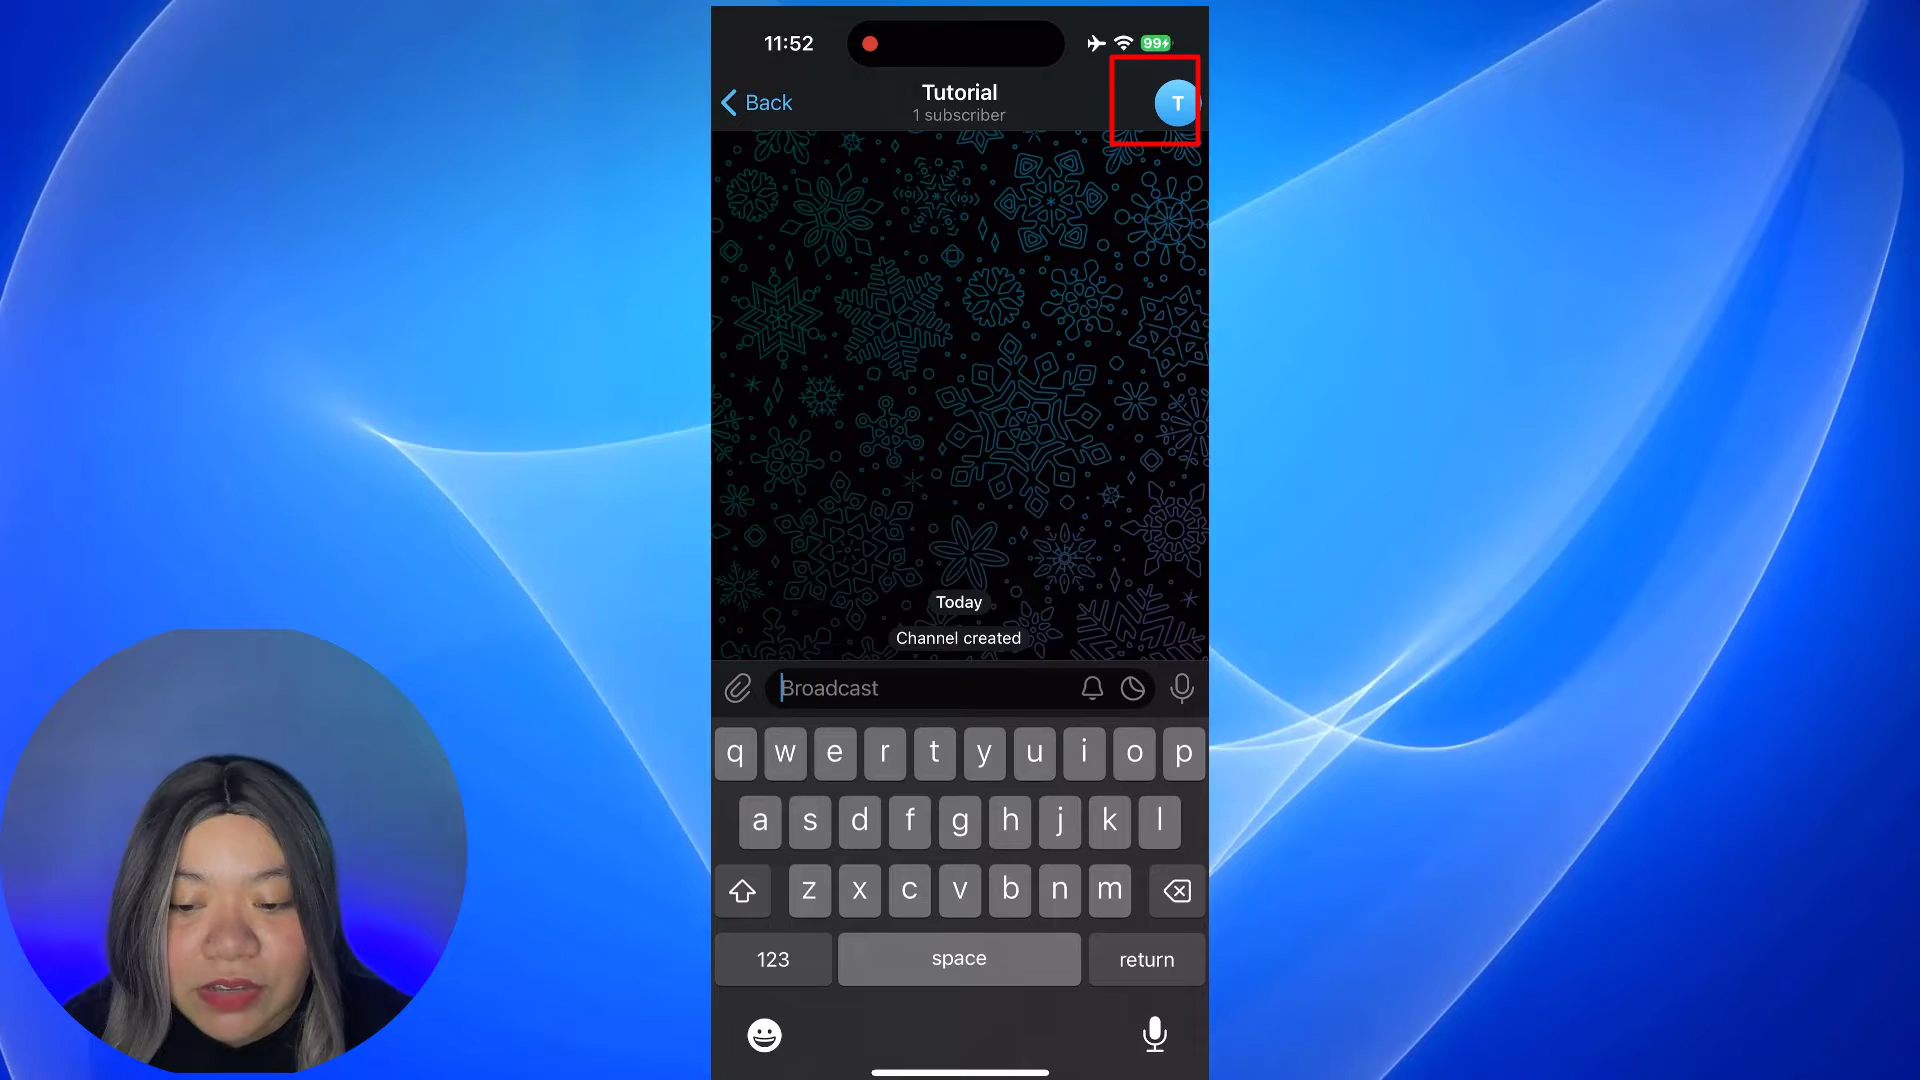 11:52
99
Back
Tutorial
1 subscriber
T
Today
Channel created
Broadcast
q w e r t y u i o p
a s d f g h j k l
z x c v b n m
123 space return